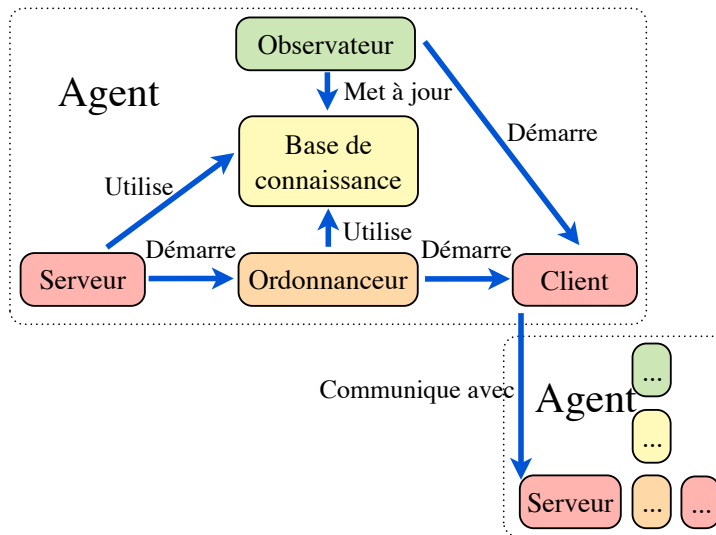 Observateur
Agent
Met à jour
Démarre
Base de
connaissance
Utilise
Utilise
Démarre
Démarre
Serveur
Ordonnanceur
Client
Communique avec
Agent
...
...
Serveur
...
...